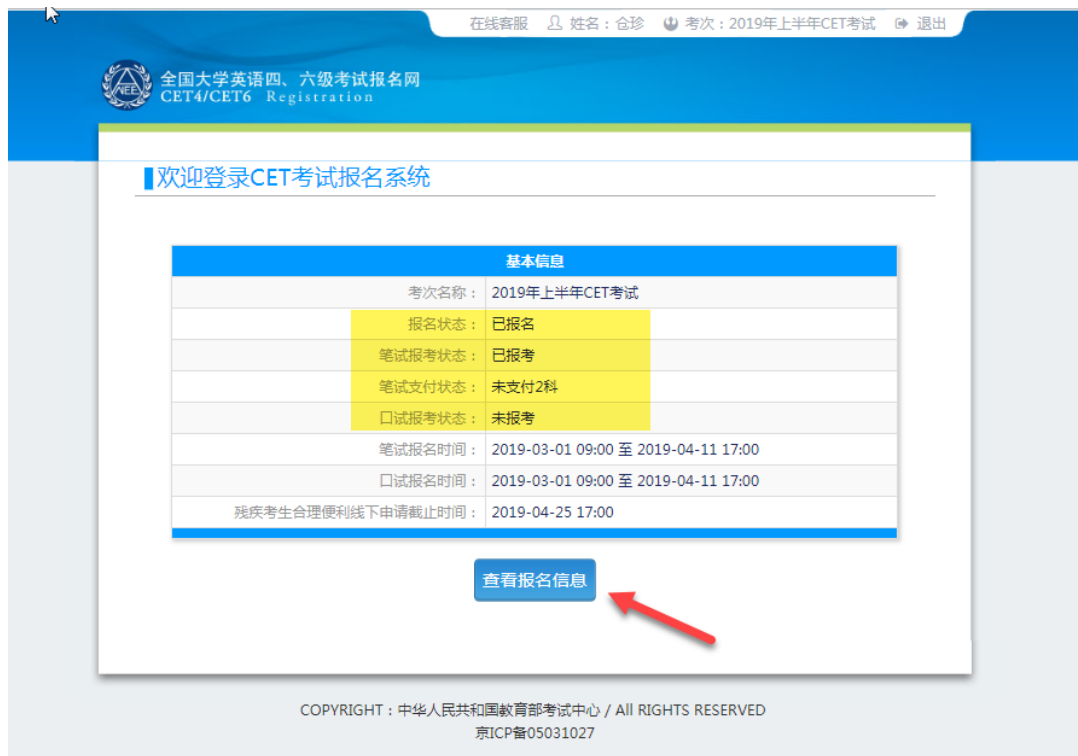 在线客服 姓名：仓珍 考次：2019年上半年CET考试 退出
NEE
全国大学英语四、六级考试报名网
CET4/CET6 Registration
欢迎登录CET考试报名系统
基本信息
考次名称： 2019年上半年CET考试
报名状态： 已报名
笔试报考状态： 已报考
笔试支付状态： 未支付2科
口试报考状态： 未报考
笔试报名时间： 2019-03-01 09:00 至 2019-04-11 17:00
口试报名时间： 2019-03-01 09:00 至 2019-04-11 17:00
残疾考生合理便利线下申请截止时间： 2019-04-25 17:00
查看报名信息
COPYRIGHT：中华人民共和国教育部考试中心 / All RIGHTS RESERVED
京ICP备05031027